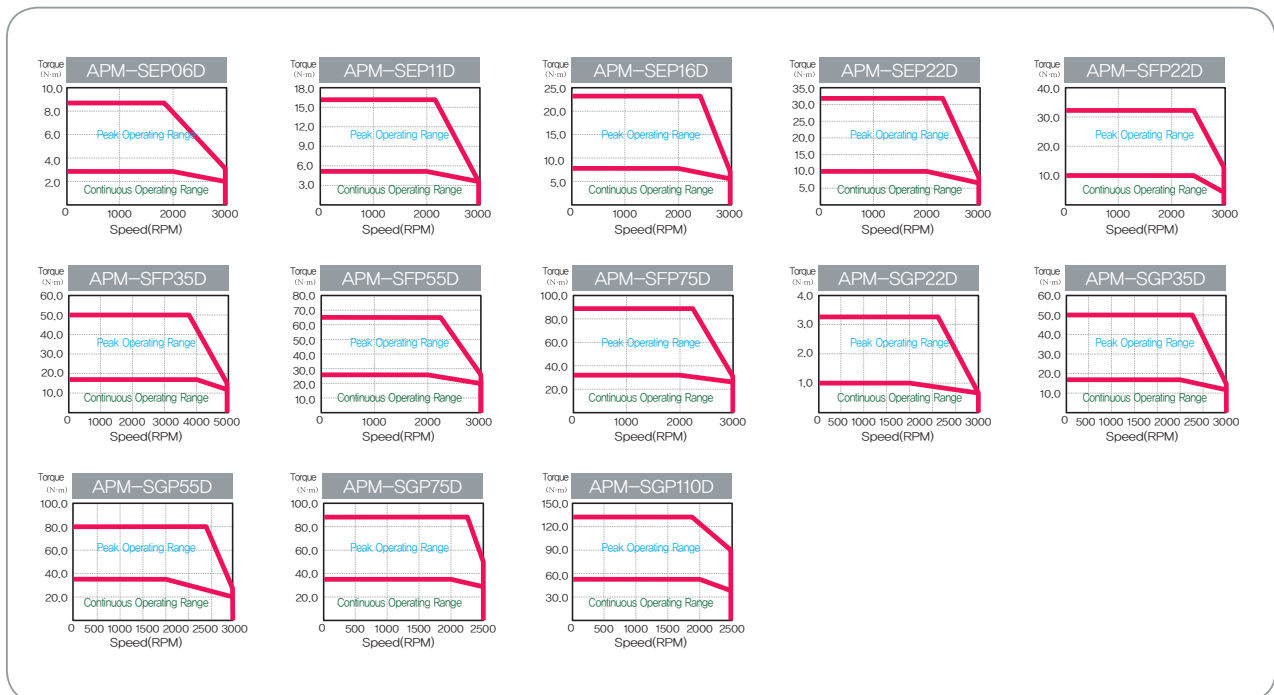 Torque
(N·m)
APM-SEP06D
10.0
8.0
6.0
4.0
2.0
Peak Operating Range
Continuous Operating Range
0 1000 2000 3000
Speed(RPM)
Torque
(N·m)
APM-SEP11D
18.0
15.0
12.0
9.0
6.0
3.0
Peak Operating Range
Continuous Operating Range
0 1000 2000 3000
Speed(RPM)
Torque
(N·m)
APM-SEP16D
25.0
20.0
15.0
10.0
5.0
Peak Operating Range
Continuous Operating Range
0 1000 2000 3000
Speed(RPM)
Torque
(N·m)
APM-SEP22D
35.0
30.0
25.0
20.0
15.0
10.0
5.0
Peak Operating Range
Continuous Operating Range
0 1000 2000 3000
Speed(RPM)
Torque
(N·m)
APM-SFP22D
40.0
30.0
20.0
10.0
Peak Operating Range
Continuous Operating Range
0 1000 2000 3000
Speed(RPM)
Torque
(N·m)
APM-SFP35D
60.0
50.0
40.0
30.0
20.0
10.0
Peak Operating Range
Continuous Operating Range
0 1000 2000 3000 4000 5000
Speed(RPM)
Torque
(N·m)
APM-SFP55D
80.0
70.0
60.0
50.0
40.0
30.0
20.0
10.0
Peak Operating Range
Continuous Operating Range
0 1000 2000 3000
Speed(RPM)
Torque
(N·m)
APM-SFP75D
100.0
80.0
60.0
40.0
20.0
Peak Operating Range
Continuous Operating Range
0 1000 2000 3000
Speed(RPM)
Torque
(N·m)
APM-SGP22D
4.0
3.0
2.0
1.0
Peak Operating Range
Continuous Operating Range
0 500 1000 1500 2000 2500 3000
Speed(RPM)
Torque
(N·m)
APM-SGP35D
60.0
50.0
40.0
30.0
20.0
10.0
Peak Operating Range
Continuous Operating Range
0 500 1000 1500 2000 2500 3000
Speed(RPM)
Torque
(N·m)
APM-SGP55D
100.0
80.0
60.0
40.0
20.0
Peak Operating Range
Continuous Operating Range
0 500 1000 1500 2000 2500 3000
Speed(RPM)
Torque
(N·m)
APM-SGP75D
100.0
80.0
60.0
40.0
20.0
Peak Operating Range
Continuous Operating Range
0 500 1000 1500 2000 2500
Speed(RPM)
Torque
(N·m)
APM-SGP110D
150.0
120.0
90.0
60.0
30.0
Peak Operating Range
Continuous Operating Range
0 500 1000 1500 2000 2500
Speed(RPM)